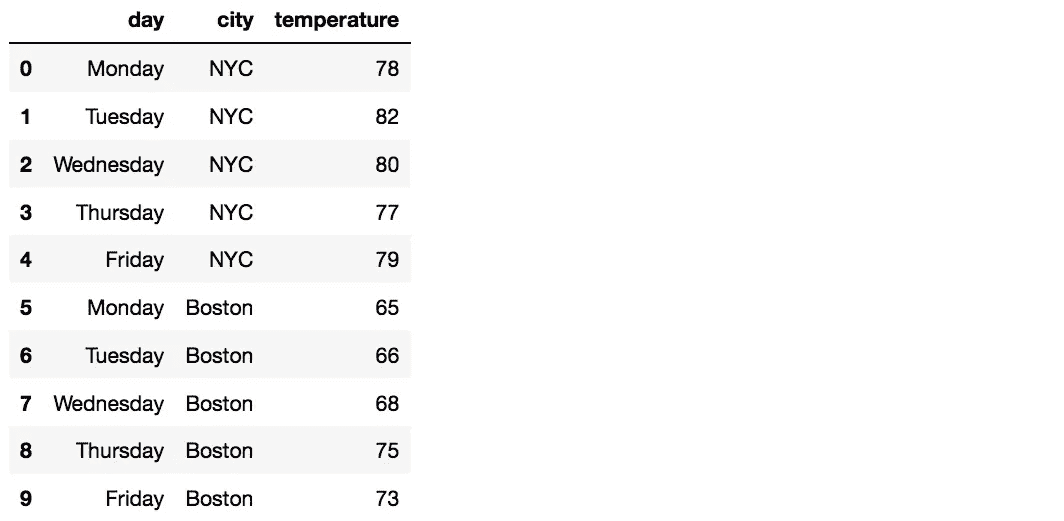 day city temperature
0 Monday NYC 78
1 Tuesday NYC 82
2 Wednesday NYC 80
3 Thursday NYC 77
4 Friday NYC 79
5 Monday Boston 65
6 Tuesday Boston 66
7 Wednesday Boston 68
8 Thursday Boston 75
9 Friday Boston 73